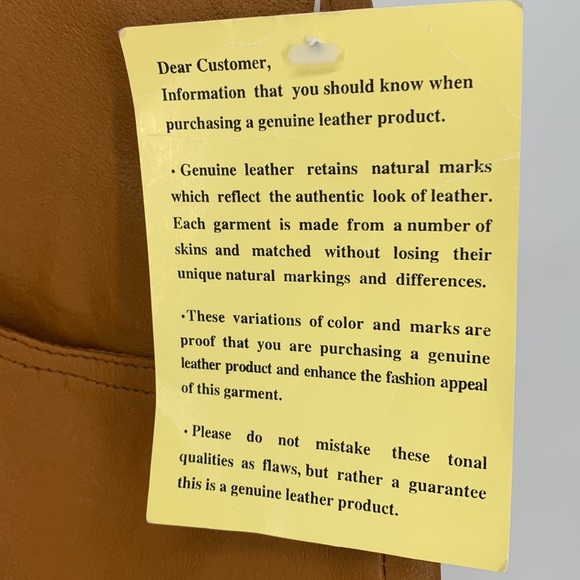 Dear Customer,
Information that you should know when
purchasing a genuine leather product.
· Genuine leather retains natural marks
which reflect the authentic look of leather.
Each garment is made from a number of
skins and matched without losing their
unique natural markings and differences.
·These variations of color and marks are
proof that you are purchasing a genuine
leather product and enhance the fashion appeal
of this garment.
· Please do not mistake these tonal
qualities as flaws, but rather a guarantee
this is a genuine leather product.